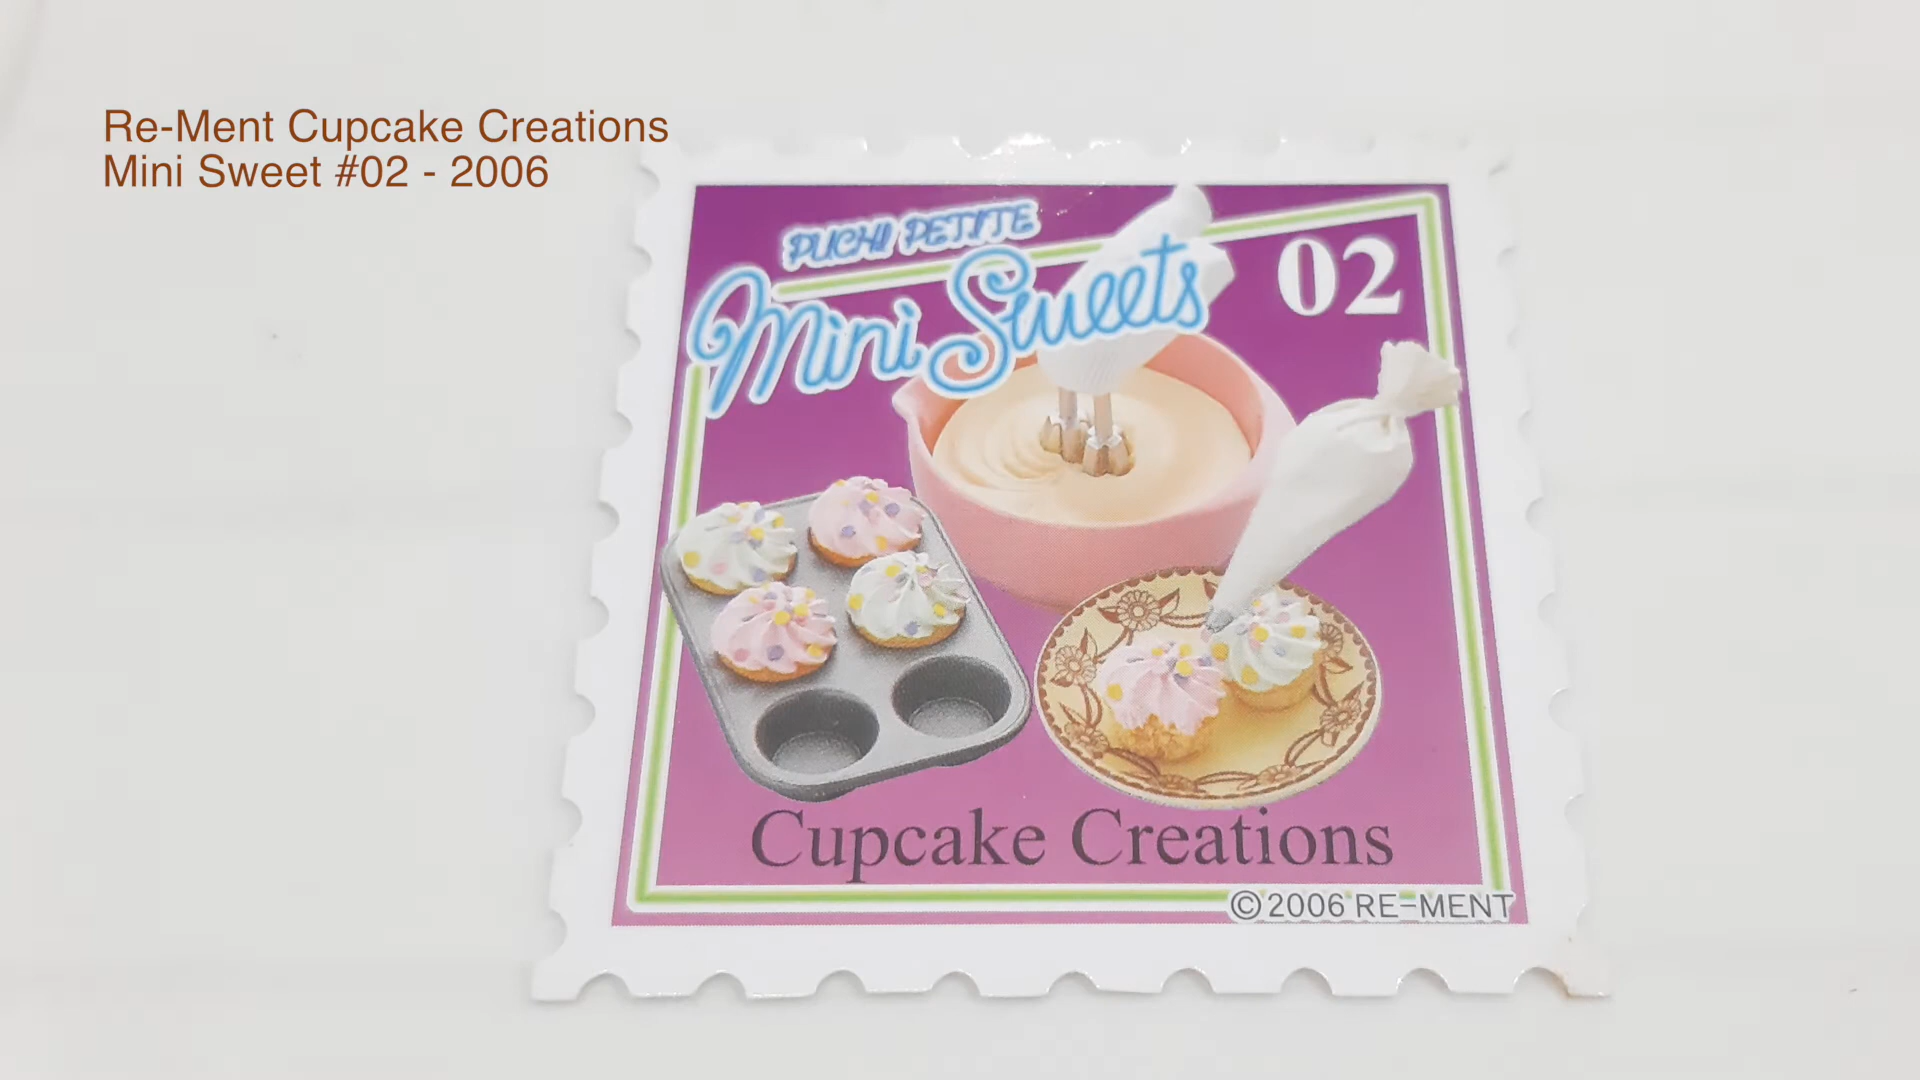 Re-Ment Cupcake Creations
Mini Sweet #02 - 2006
PUCHI PETITE
Mini Sweets
02
Cupcake Creations
©2006 RE-MENT